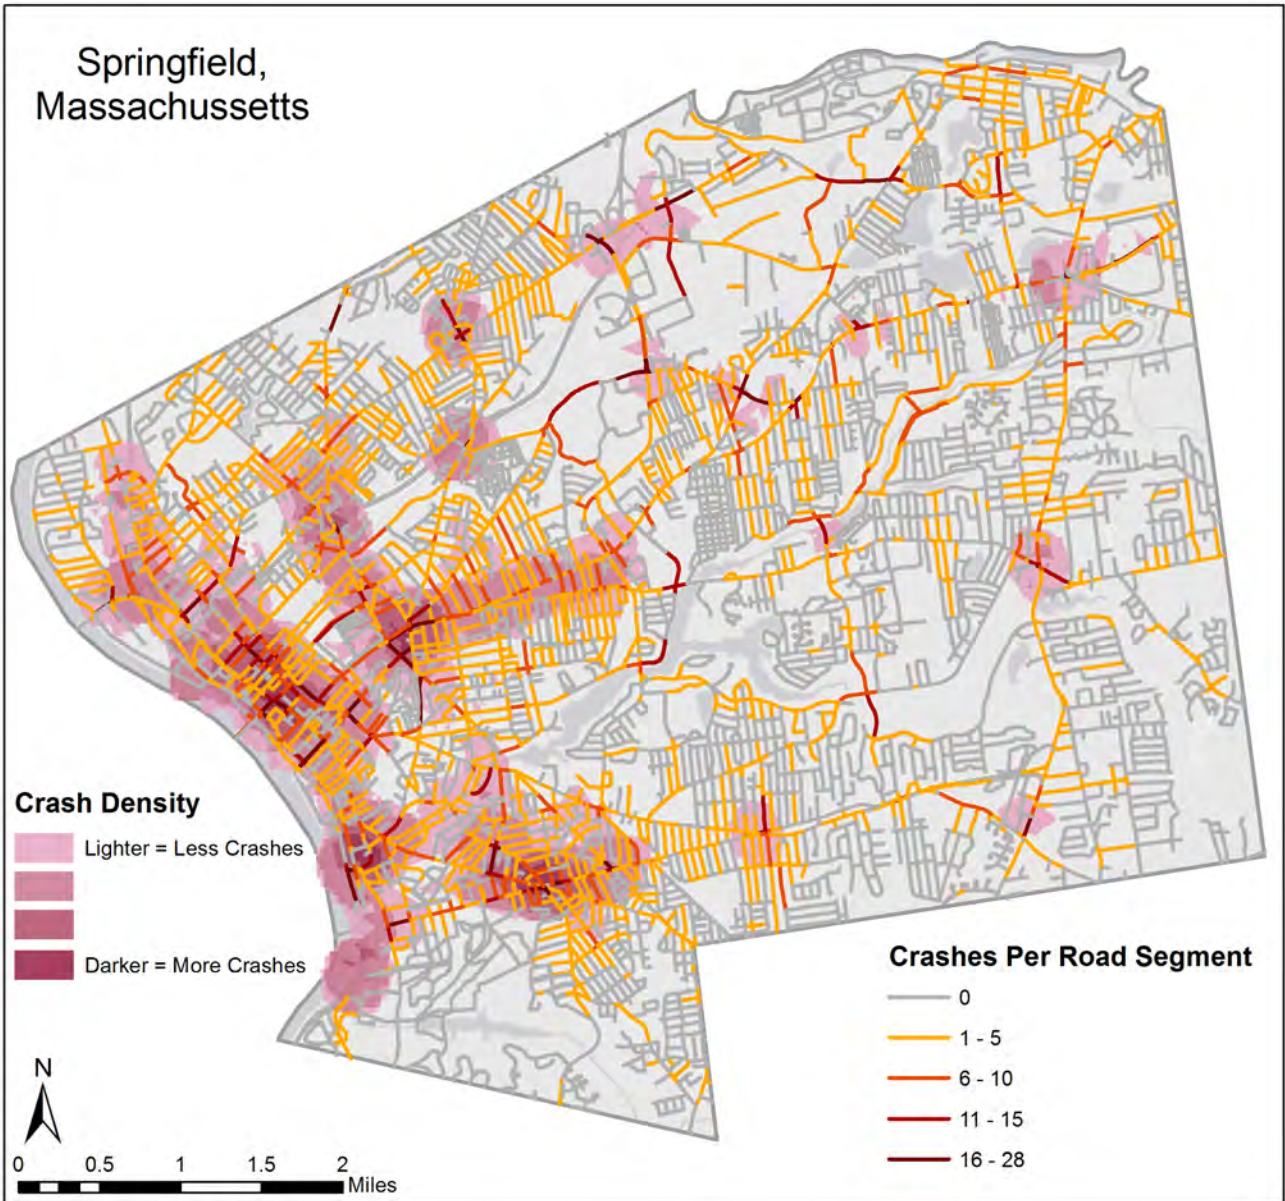 Springfield,
Massachussetts
Crash Density
Lighter = Less Crashes
Darker = More Crashes
N
0 0.5 1 1.5 2
Miles
Crashes Per Road Segment
0
1 - 5
6 - 10
11 - 15
16 - 28